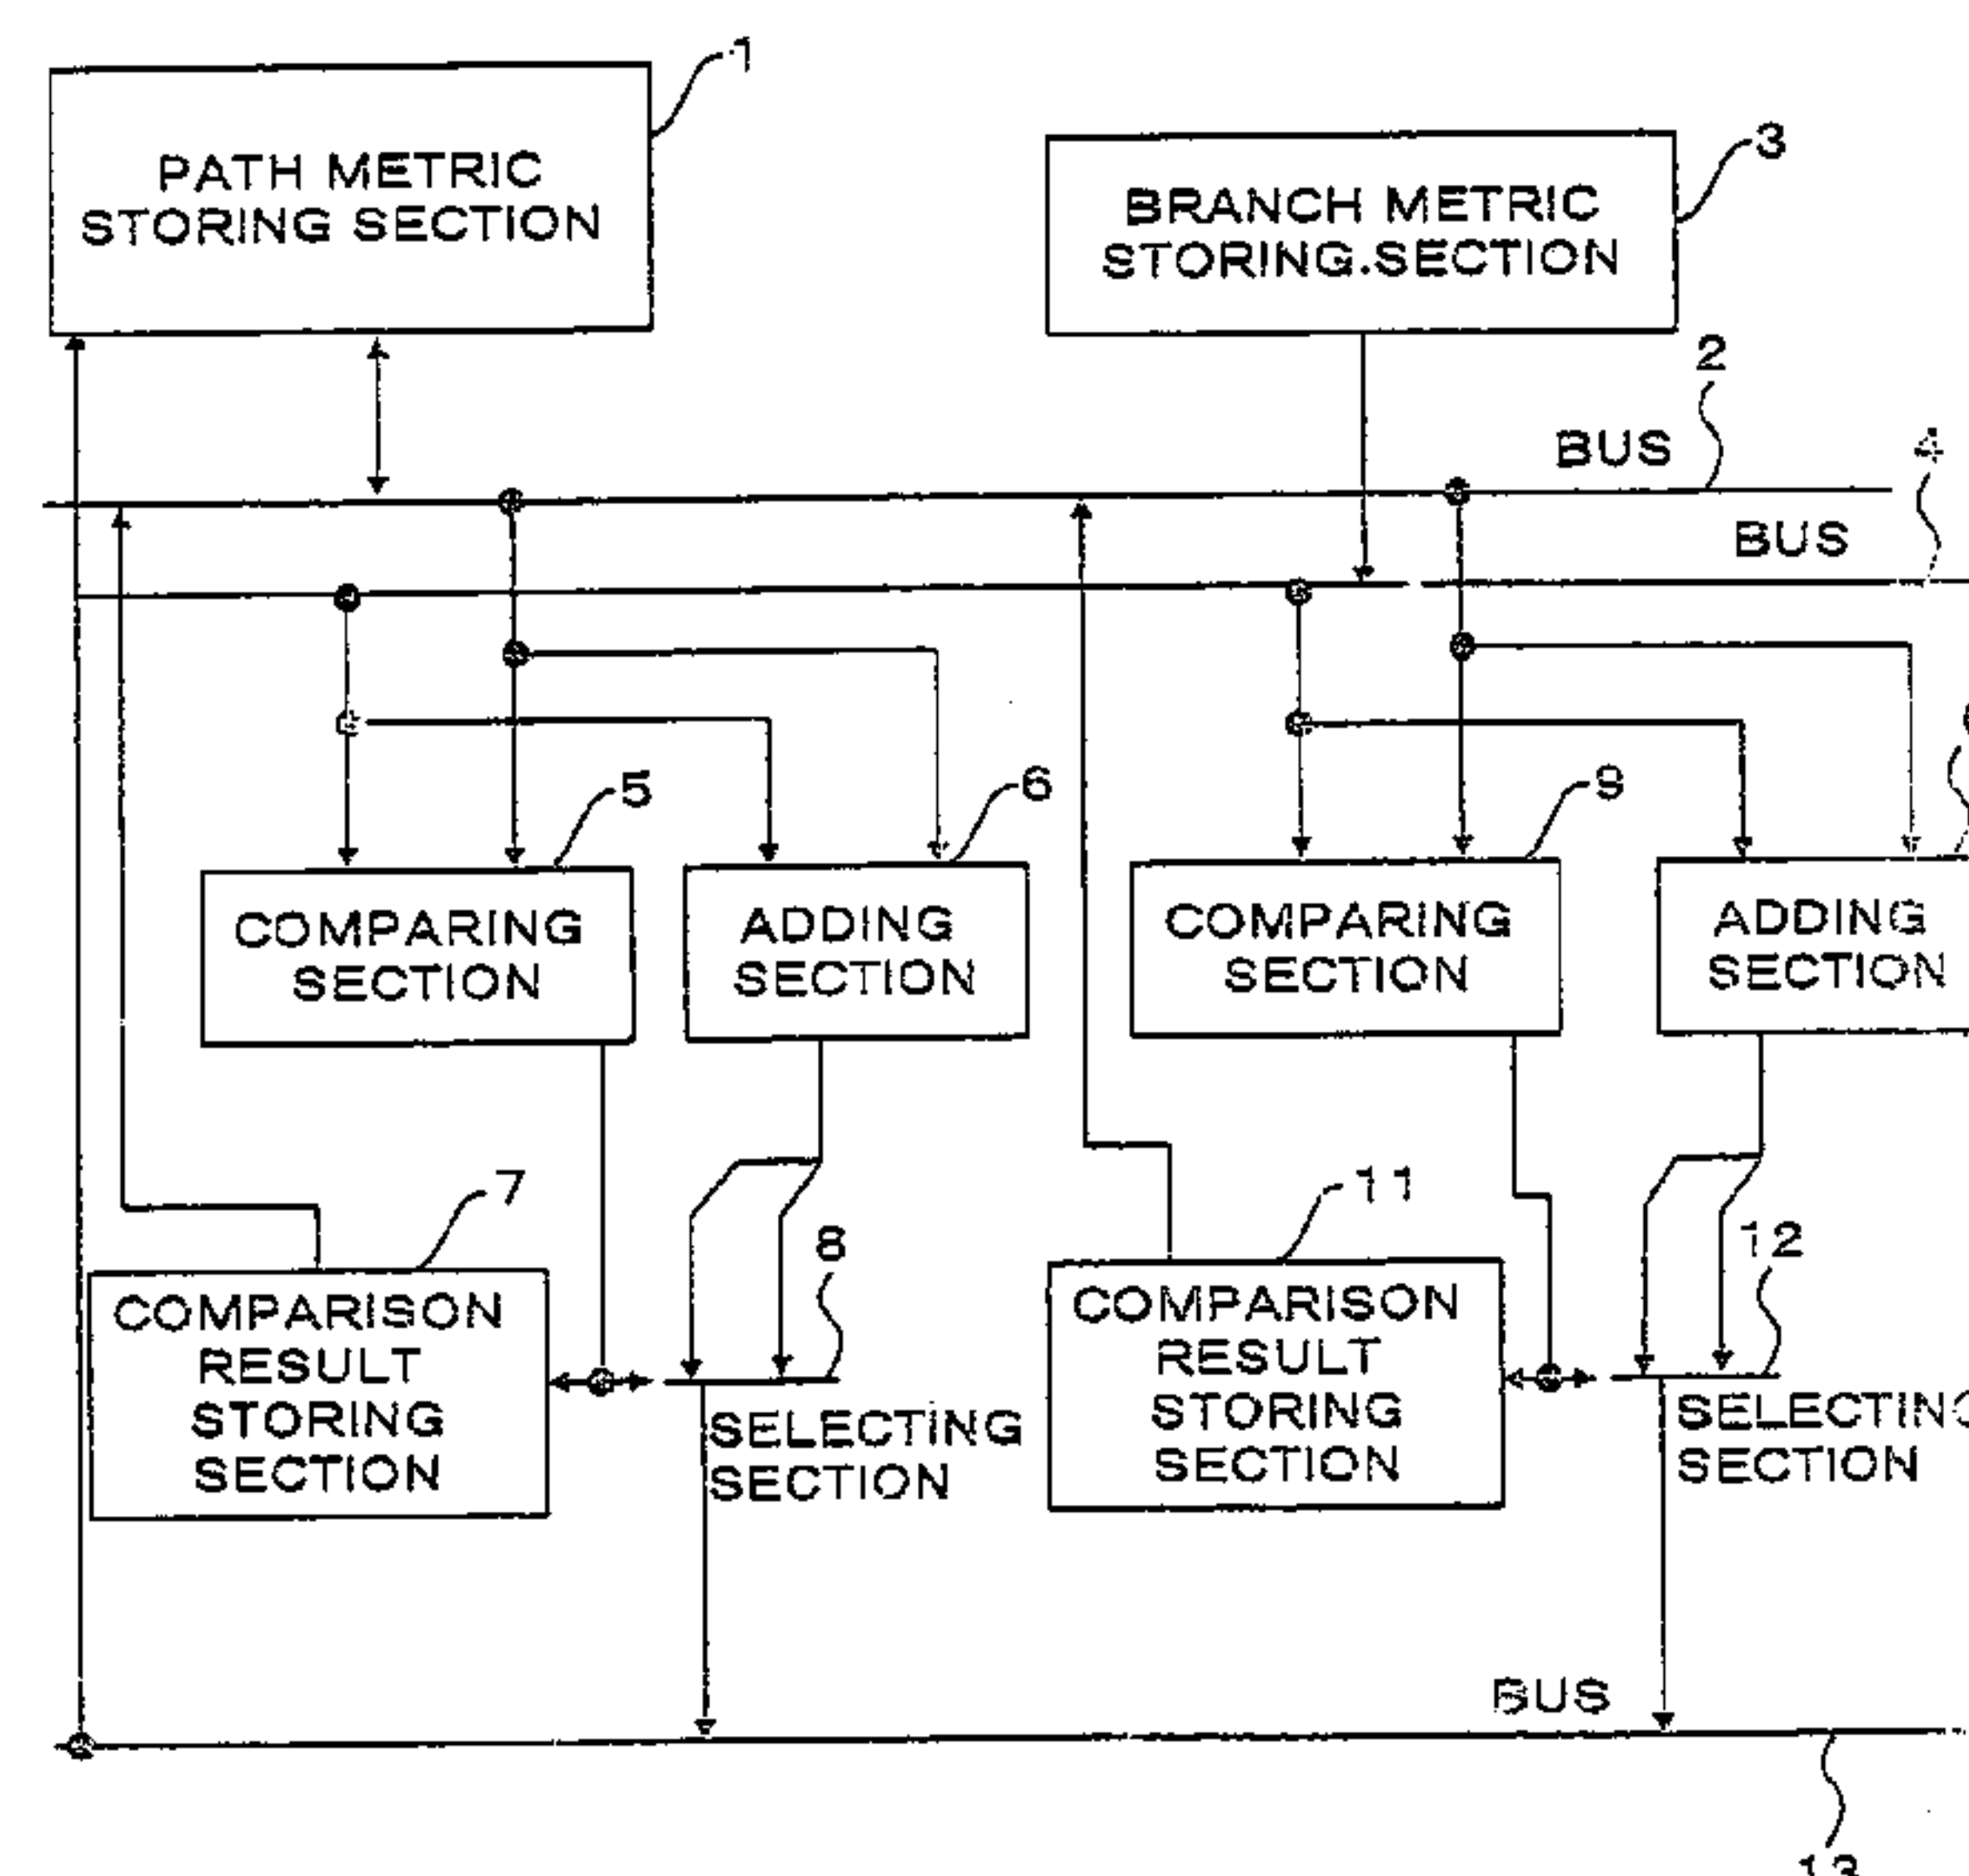 1
PATH METRIC
STORING SECTION
3
BRANCH METRIC
STORING.SECTION
2
BUS
4
BUS
5
COMPARING
SECTION
6
ADDING
SECTION
9
COMPARING
SECTION
ADDING
SECTION
7
COMPARISON
RESULT
STORING
SECTION
8
SELECTING
SECTION
11
COMPARISON
RESULT
STORING
SECTION
12
SELECTING
SECTION
BUS
13